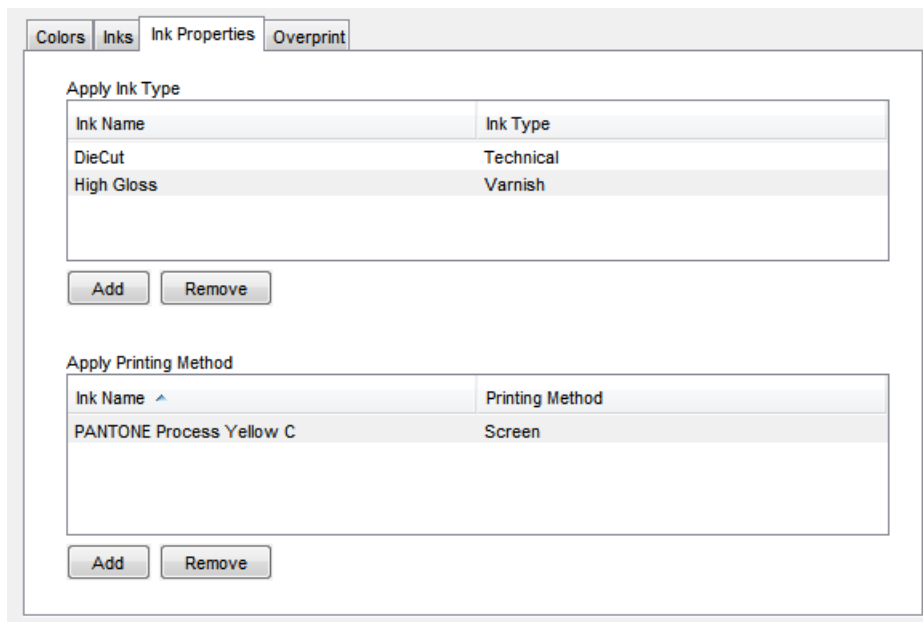 Colors Inks Ink Properties Overprint
Apply Ink Type
Ink Name Ink Type
DieCut Technical
High Gloss Varnish
Add Remove
Apply Printing Method
Ink Name Printing Method
PANTONE Process Yellow C Screen
Add Remove